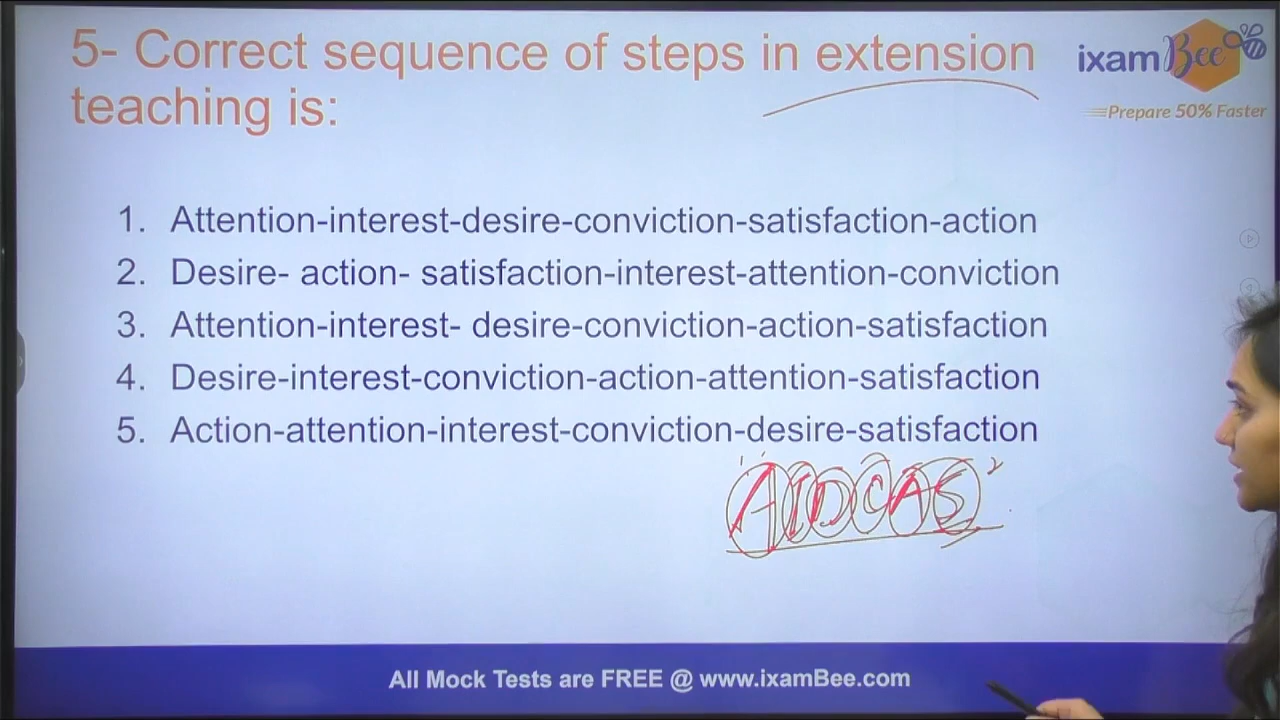 5- Correct sequence of steps in extension
teaching is:
ixamBee
Prepare 50% Faster
1. Attention-interest-desire-conviction-satisfaction-action
2. Desire- action- satisfaction-interest-attention-conviction
3. Attention-interest- desire-conviction-action-satisfaction
4. Desire-interest-conviction-action-attention-satisfaction
5. Action-attention-interest-conviction-desire-satisfaction
AIDCAS
All Mock Tests are FREE @ www.ixamBee.com